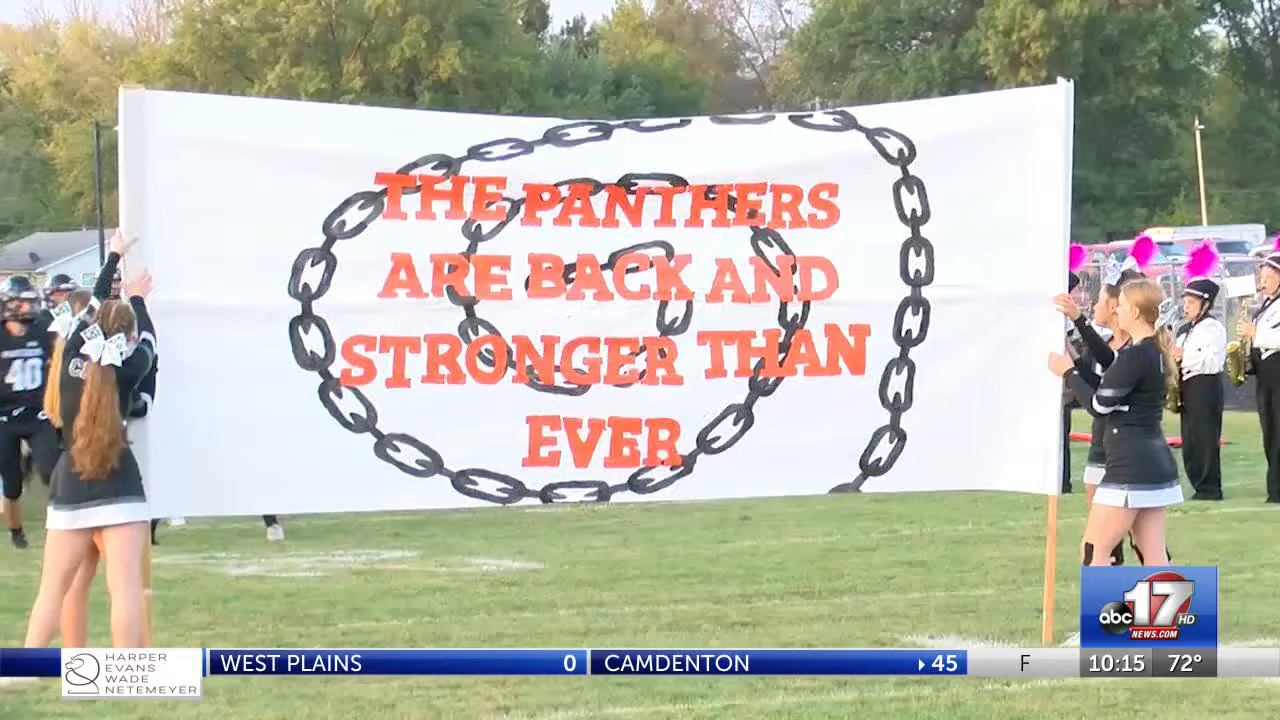 THE PANTHERS
ARE BACK AND
STRONGER THAN
EVER
40
abc 17 HD
NEWS.COM
HARPER
EVANS
WADE
NETEMEYER
WEST PLAINS 0 CAMDENTON 45 F 10:15 72°